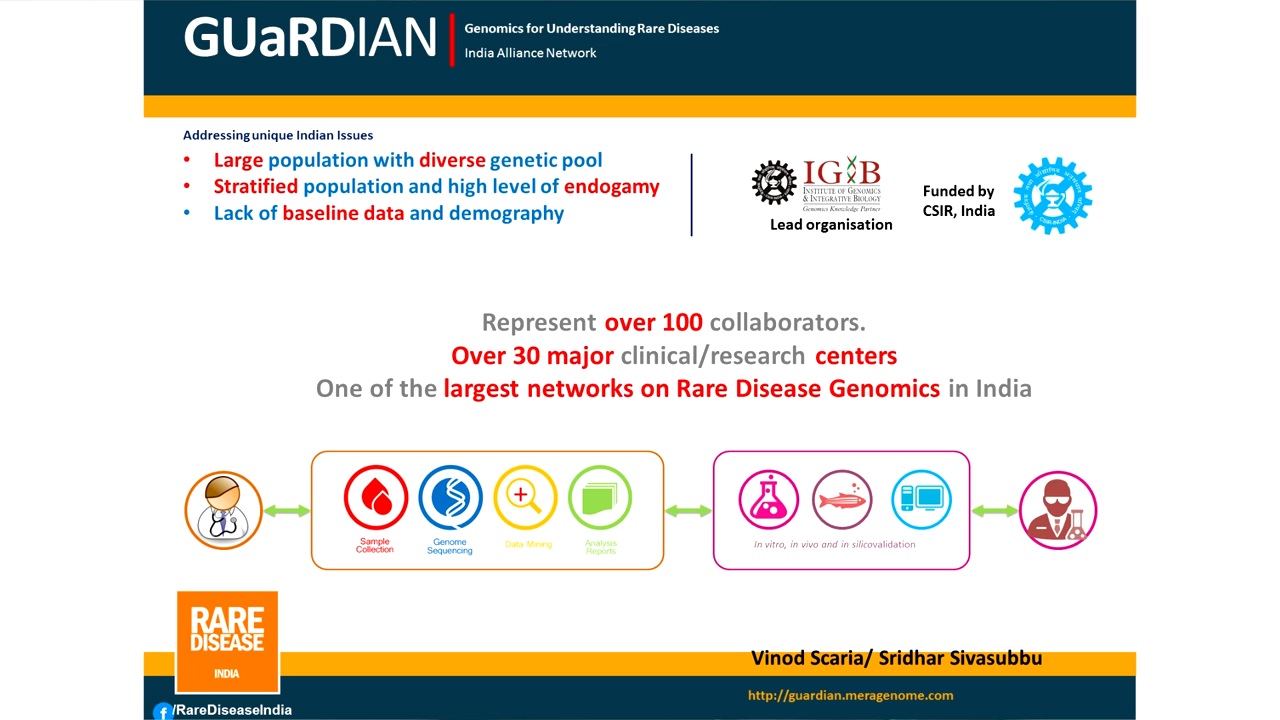 GUaRDIAN
Genomics for Understanding Rare Diseases
India Alliance Network
Addressing unique Indian Issues
• Large population with diverse genetic pool
• Stratified population and high level of endogamy
• Lack of baseline data and demography
IGIB
INSTITUTE OF GENOMICS
& INTEGRATIVE BIOLOGY
Genomics Knowledge Partner
Lead organisation
Funded by
CSIR, India
CSIR-INDIA
Represent over 100 collaborators.
Over 30 major clinical/research centers
One of the largest networks on Rare Disease Genomics in India
Sample
Collection
Genome
Sequencing
Data Mining
Analysis
Reports
In vitro, in vivo and in silicovalidation
RARE
DISEASE
INDIA
Vinod Scaria/ Sridhar Sivasubbu
http://guardian.meragenome.com
f/RareDiseaseIndia